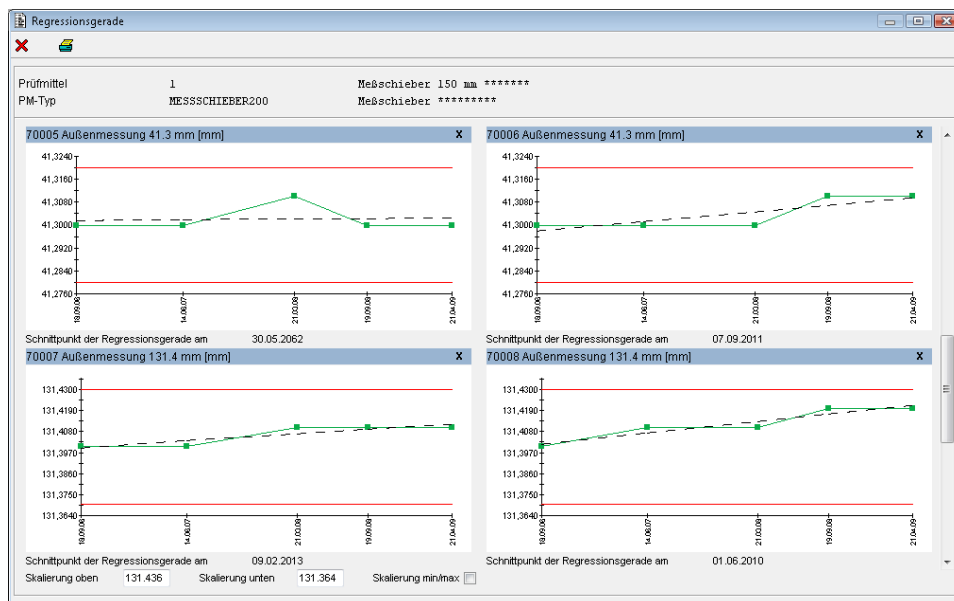 Regressionsgerade
Prüfmittel 1 Meßschieber 150 mm *******
PM-Typ MESSSCHIEBER200 Meßschieber *********
70005 Außenmessung 41.3 mm [mm] X
41,3240
41,3160
41,3080
41,3000
41,2920
41,2840
41,2760
18.09.06 14.06.07 21.03.08 19.09.08 21.04.09
Schnittpunkt der Regressionsgerade am 30.05.2062
70006 Außenmessung 41.3 mm [mm] X
41,3240
41,3160
41,3080
41,3000
41,2920
41,2840
41,2760
18.09.06 14.06.07 21.03.08 19.09.08 21.04.09
Schnittpunkt der Regressionsgerade am 07.09.2011
70007 Außenmessung 131.4 mm [mm] X
131,4300
131,4190
131,4080
131,3970
131,3860
131,3750
131,3640
18.09.06 14.06.07 21.03.08 19.09.08 21.04.09
Schnittpunkt der Regressionsgerade am 09.02.2013
70008 Außenmessung 131.4 mm [mm] X
131,4300
131,4190
131,4080
131,3970
131,3860
131,3750
131,3640
18.09.06 14.06.07 21.03.08 19.09.08 21.04.09
Schnittpunkt der Regressionsgerade am 01.06.2010
Skalierung oben 131.436 Skalierung unten 131.364 Skalierung min/max